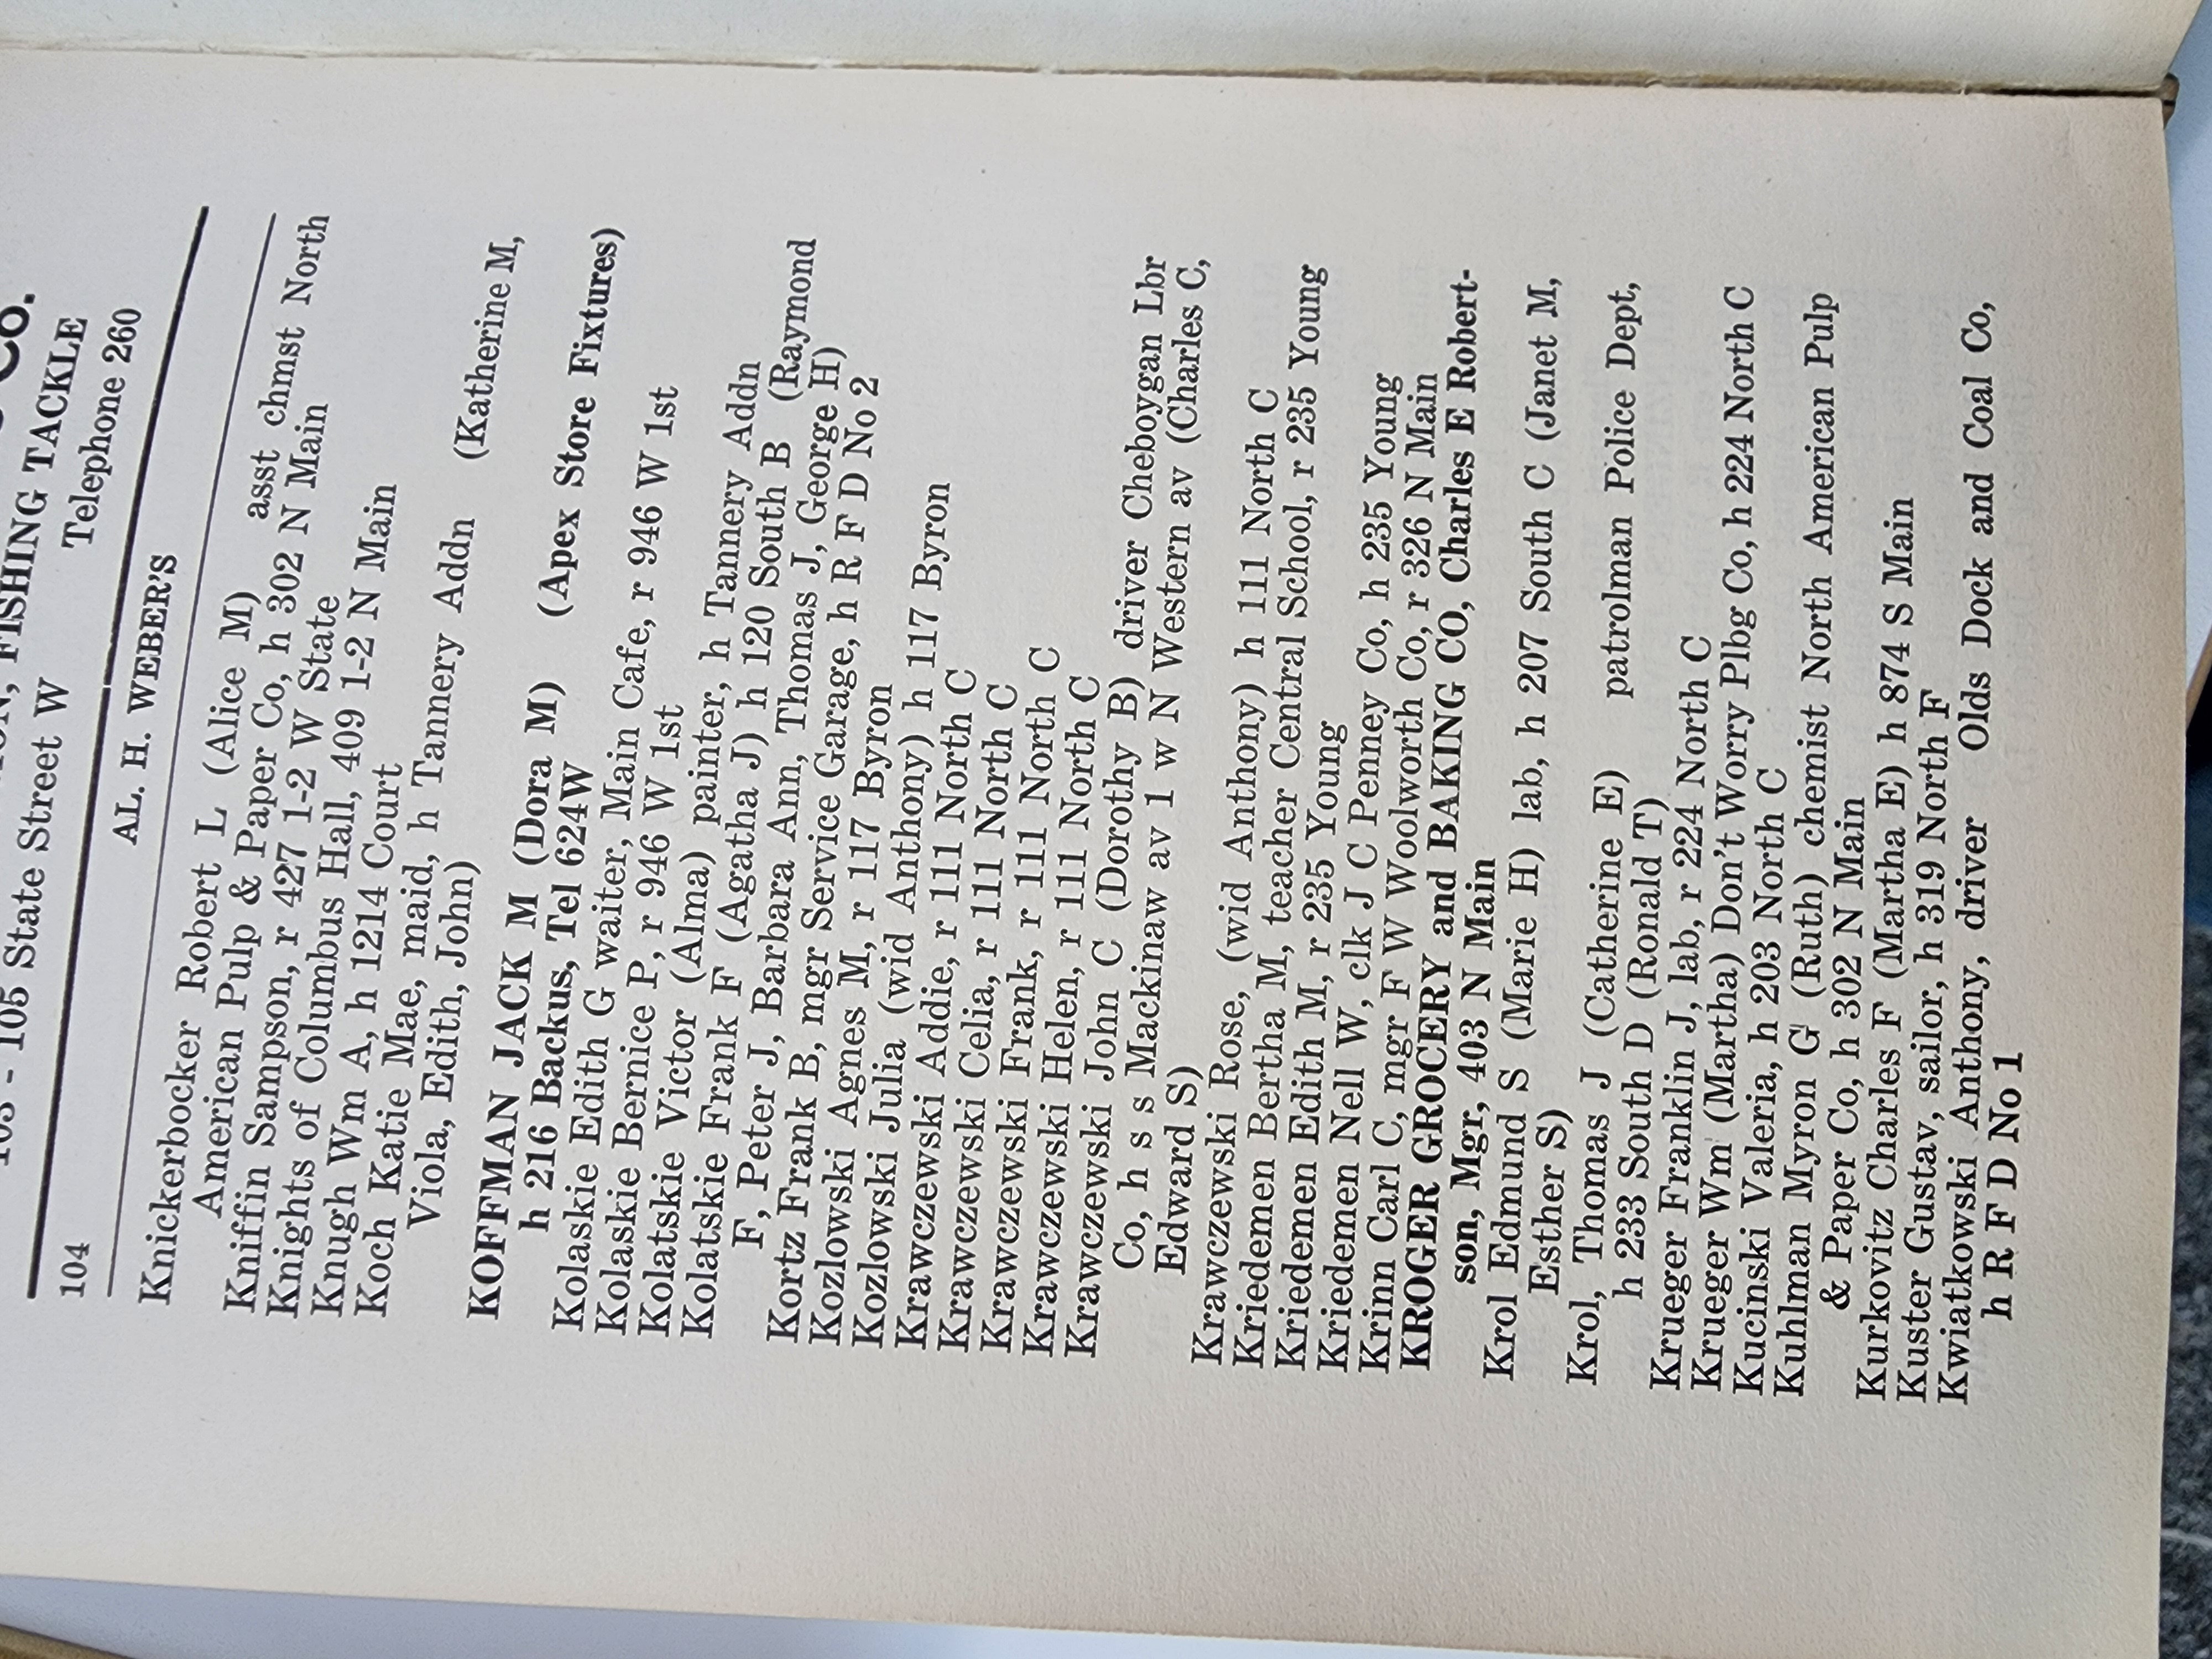 Co.
FISHING TACKLE
103 - 105 State Street W Telephone 260
104 AL. H. WEBER'S
Knickerbocker Robert L (Alice M) asst chmst North
American Pulp & Paper Co, h 302 N Main
Kniffin Sampson, r 427 1-2 W State
Knights of Columbus Hall, 409 1-2 N Main
Knugh Wm A, h 1214 Court
Koch Katie Mae, maid, h Tannery Addn (Katherine M,
Viola, Edith, John)
KOFFMAN JACK M (Dora M) (Apex Store Fixtures)
h 216 Backus, Tel 624W
Kolaskie Edith G waiter, Main Cafe, r 946 W 1st
Kolaskie Bernice P, r 946 W 1st
Kolatskie Victor (Alma) painter, h Tannery Addn
Kolatskie Frank F (Agatha J) h 120 South B (Raymond
F, Peter J, Barbara Ann, Thomas J, George H)
Kortz Frank B, mgr Service Garage, h R F D No 2
Kozlowski Agnes M, r 117 Byron
Kozlowski Julia (wid Anthony) h 117 Byron
Krawczewski Addie, r 111 North C
Krawczewski Celia, r 111 North C
Krawczewski Frank, r 111 North C
Krawczewski Helen, r 111 North C
Krawczewski John C (Dorothy B) driver Cheboygan Lbr
Co, h s s Mackinaw av 1 w N Western av (Charles C,
Edward S)
Krawczewski Rose, (wid Anthony) h 111 North C
Kriedemen Bertha M, teacher Central School, r 235 Young
Kriedemen Edith M, r 235 Young
Kriedemen Nell W, clk J C Penney Co, h 235 Young
Krinn Carl C, mgr F W Woolworth Co, r 326 N Main
KROGER GROCERY and BAKING CO, Charles E Robert-
son, Mgr, 403 N Main
Krol Edmund S (Marie H) lab, h 207 South C (Janet M,
Esther S)
Krol, Thomas J (Catherine E) patrolman Police Dept,
h 233 South D (Ronald T)
Krueger Franklin J, lab, r 224 North C
Krueger Wm (Martha) Don't Worry Plbg Co, h 224 North C
Kucinski Valeria, h 203 North C
Kuhlman Myron G (Ruth) chemist North American Pulp
& Paper Co, h 302 N Main
Kurkovitz Charles F (Martha E) h 874 S Main
Kuster Gustav, sailor, h 319 North F
Kwiatkowski Anthony, driver Olds Dock and Coal Co,
h R F D No 1